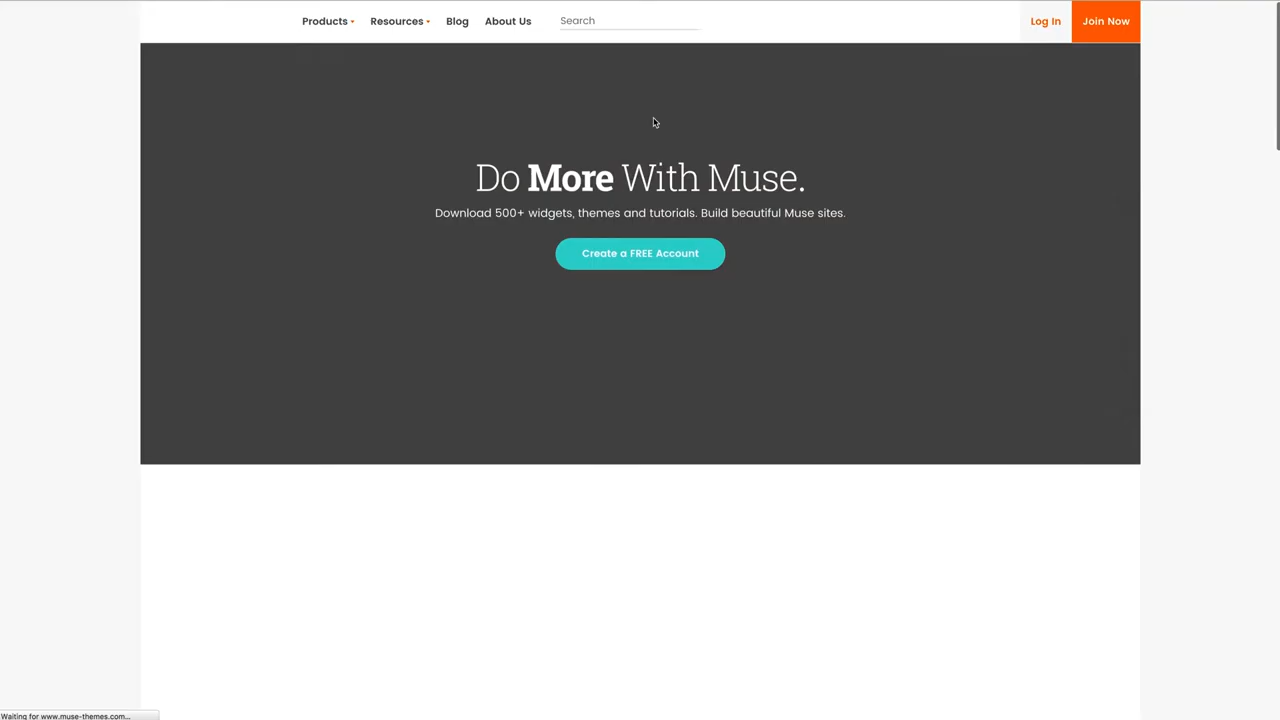 Products Resources Blog About Us Search Log In Join Now
Do More With Muse.
Download 500+ widgets, themes and tutorials. Build beautiful Muse sites.
Create a FREE Account
Waiting for www.muse-themes.com...